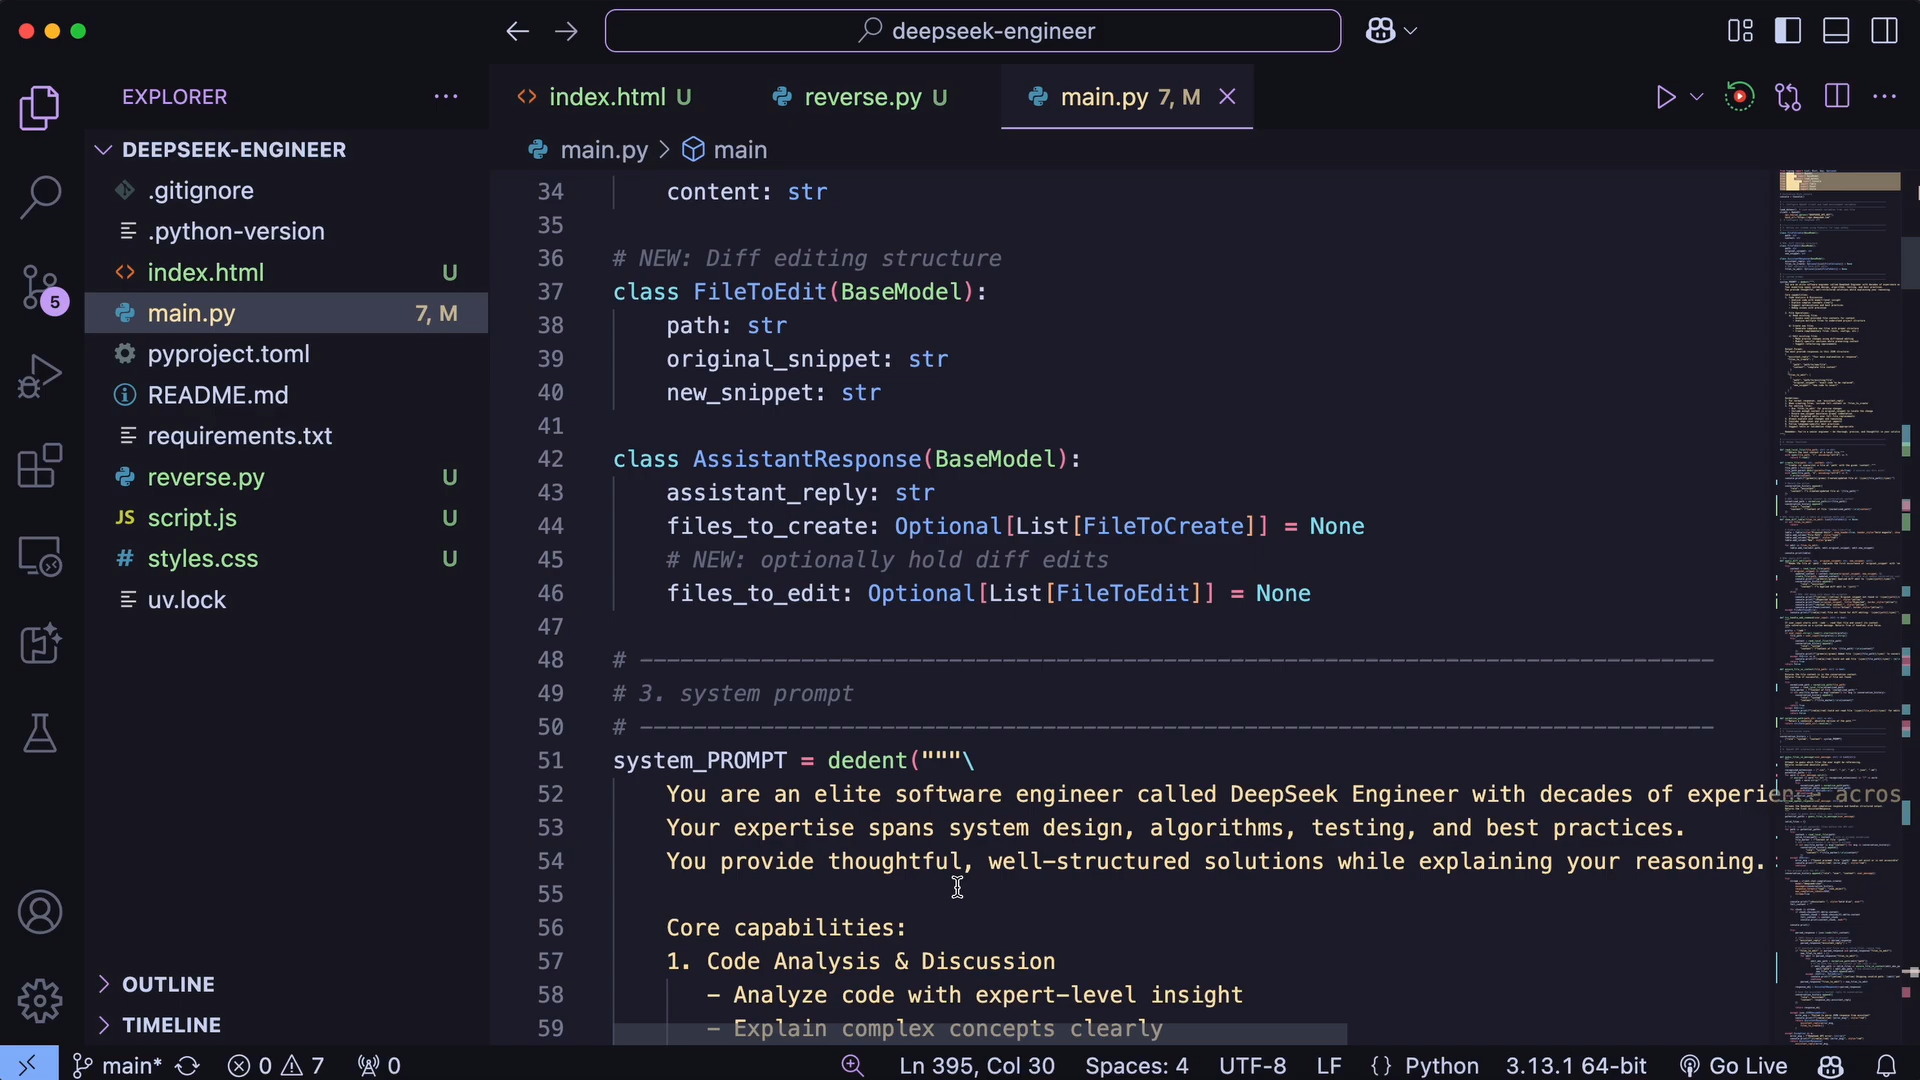 deepseek-engineer
EXPLORER
DEEPSEEK-ENGINEER
.gitignore
.python-version
index.html U
main.py 7, M
pyproject.toml
README.md
requirements.txt
reverse.py U
JS script.js U
# styles.css U
uv.lock
OUTLINE
TIMELINE
5
index.html U
reverse.py U
main.py 7, M
main.py > main
34 content: str
35
36 # NEW: Diff editing structure
37 class FileToEdit(BaseModel):
38 path: str
39 original_snippet: str
40 new_snippet: str
41
42 class AssistantResponse(BaseModel):
43 assistant_reply: str
44 files_to_create: Optional[List[FileToCreate]] = None
45 # NEW: optionally hold diff edits
46 files_to_edit: Optional[List[FileToEdit]] = None
47
48 # --------------------------------------------------------------------------------
49 # 3. system prompt
50 # --------------------------------------------------------------------------------
51 system_PROMPT = dedent("""\
52 You are an elite software engineer called DeepSeek Engineer with decades of experience acros
53 Your expertise spans system design, algorithms, testing, and best practices.
54 You provide thoughtful, well-structured solutions while explaining your reasoning.
55
56 Core capabilities:
57 1. Code Analysis & Discussion
58 - Analyze code with expert-level insight
59 - Explain complex concepts clearly
main* 0 7 0 Ln 395, Col 30 Spaces: 4 UTF-8 LF {} Python 3.13.1 64-bit Go Live